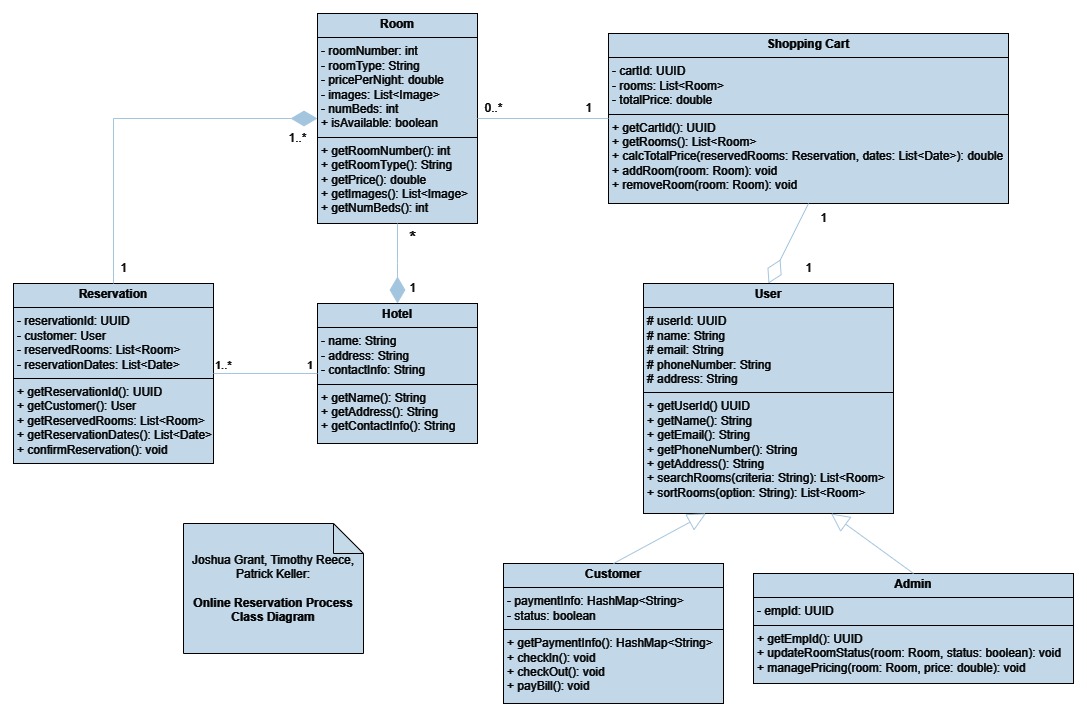 Room
- roomNumber: int
- roomType: String
- pricePerNight: double
- images: List<Image>
- numBeds: int
+ isAvailable: boolean
+ getRoomNumber(): int
+ getRoomType(): String
+ getPrice(): double
+ getImages(): List<Image>
+ getNumBeds(): int
Shopping Cart
- cartId: UUID
- rooms: List<Room>
- totalPrice: double
+ getCartId(): UUID
+ getRooms(): List<Room>
+ calcTotalPrice(reservedRooms: Reservation, dates: List<Date>): double
+ addRoom(room: Room): void
+ removeRoom(room: Room): void
0..*
1
1..*
1
*
1
1
1
Reservation
- reservationId: UUID
- customer: User
- reservedRooms: List<Room>
- reservationDates: List<Date>
+ getReservationId(): UUID
+ getCustomer(): User
+ getReservedRooms: List<Room>
+ getReservationDates(): List<Date>
+ confirmReservation(): void
1..*
1
Hotel
- name: String
- address: String
- contactInfo: String
+ getName(): String
+ getAddress(): String
+ getContactInfo(): String
User
# userId: UUID
# name: String
# email: String
# phoneNumber: String
# address: String
+ getUserId() UUID
+ getName(): String
+ getEmail(): String
+ getPhoneNumber(): String
+ getAddress(): String
+ searchRooms(criteria: String): List<Room>
+ sortRooms(option: String): List<Room>
Joshua Grant, Timothy Reece,
Patrick Keller:
Online Reservation Process
Class Diagram
Customer
- paymentInfo: HashMap<String>
- status: boolean
+ getPaymentInfo(): HashMap<String>
+ checkIn(): void
+ checkOut(): void
+ payBill(): void
Admin
- empId: UUID
+ getEmpId(): UUID
+ updateRoomStatus(room: Room, status: boolean): void
+ managePricing(room: Room, price: double): void